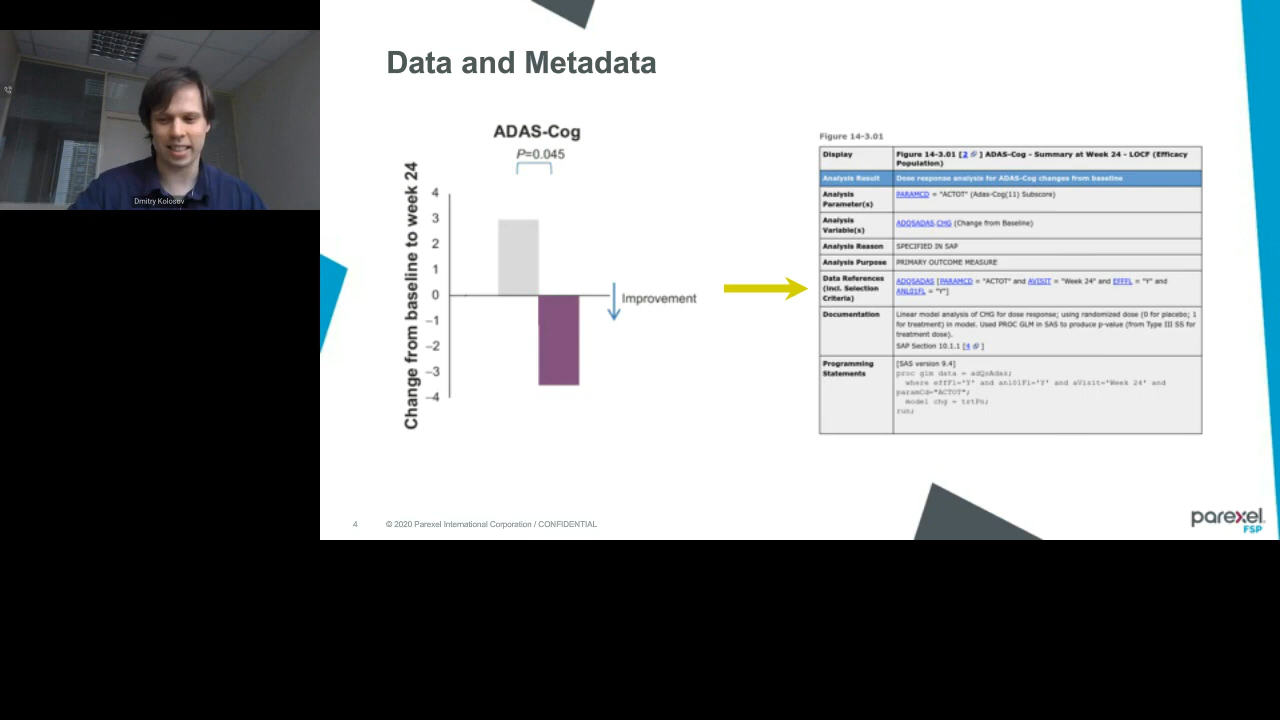 Dmitry Kolosov
Data and Metadata
ADAS-Cog
P=0.045
Change from baseline to week 24
4
3
2
1
0
−1
−2
−3
−4
Improvement
Figure 14-3.01
Display
Figure 14-3.01 [2 ] ADAS-Cog - Summary at Week 24 - LOCF (Efficacy
Population)
Analysis Result
Dose response analysis for ADAS-Cog changes from baseline
Analysis
Parameter(s)
PARAMCD = "ACTOT" (Adas-Cog(11) Subscore)
Analysis
Variable(s)
ADQSADAS.CHG (Change from Baseline)
Analysis Reason
SPECIFIED IN SAP
Analysis Purpose
PRIMARY OUTCOME MEASURE
Data References
(incl. Selection
Criteria)
ADQSADAS [PARAMCD = "ACTOT" and AVISIT = "Week 24" and EFFFL = "Y" and
ANL01FL = "Y"]
Documentation
Linear model analysis of CHG for dose response; using randomized dose (0 for placebo; 1
for treatment) in model. Used PROC GLM in SAS to produce p-value (from Type III SS for
treatment dose).
SAP Section 10.1.1 [4 ]
Programming
Statements
[SAS version 9.4]
proc glm data = adQsAdas;
where effFl='Y' and anl01Fl='Y' and aVisit='Week 24' and
paramCd="ACTOT";
model chg = trtPn;
run;
4
© 2020 Parexel International Corporation / CONFIDENTIAL
parexel.
FSP